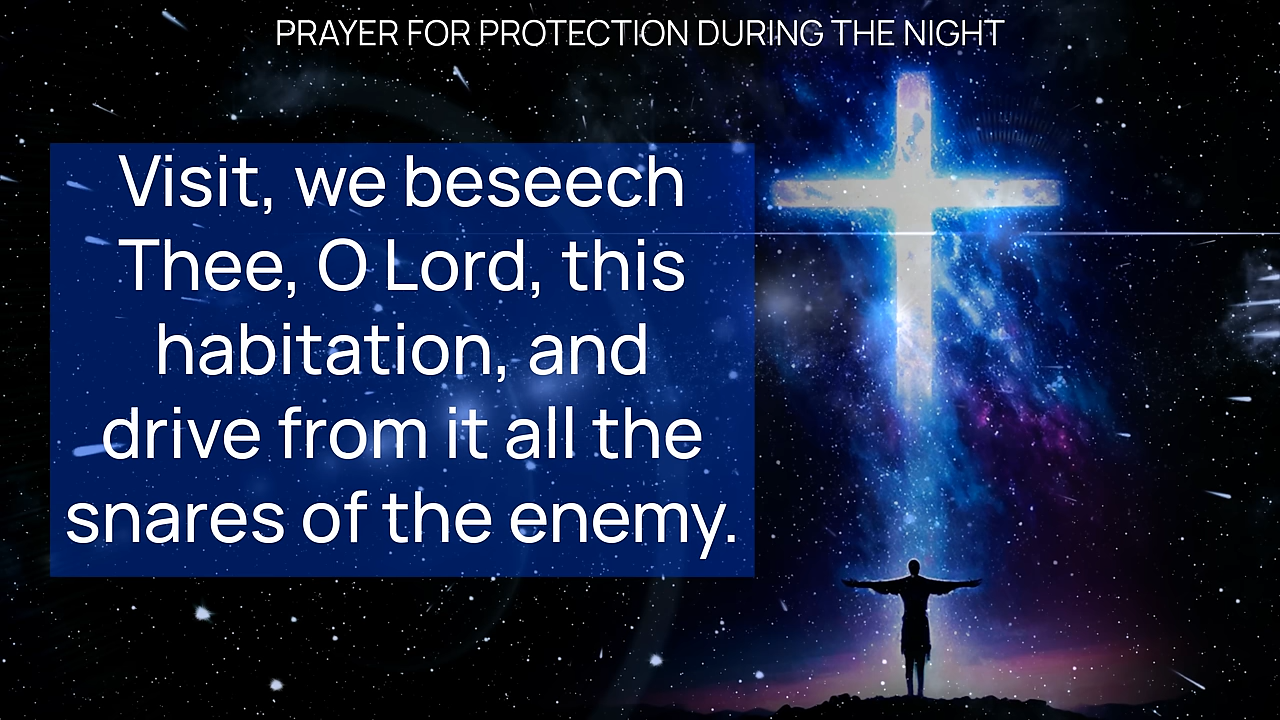 PRAYER FOR PROTECTION DURING THE NIGHT
Visit, we beseech
Thee, O Lord, this
habitation, and
drive from it all the
snares of the enemy.